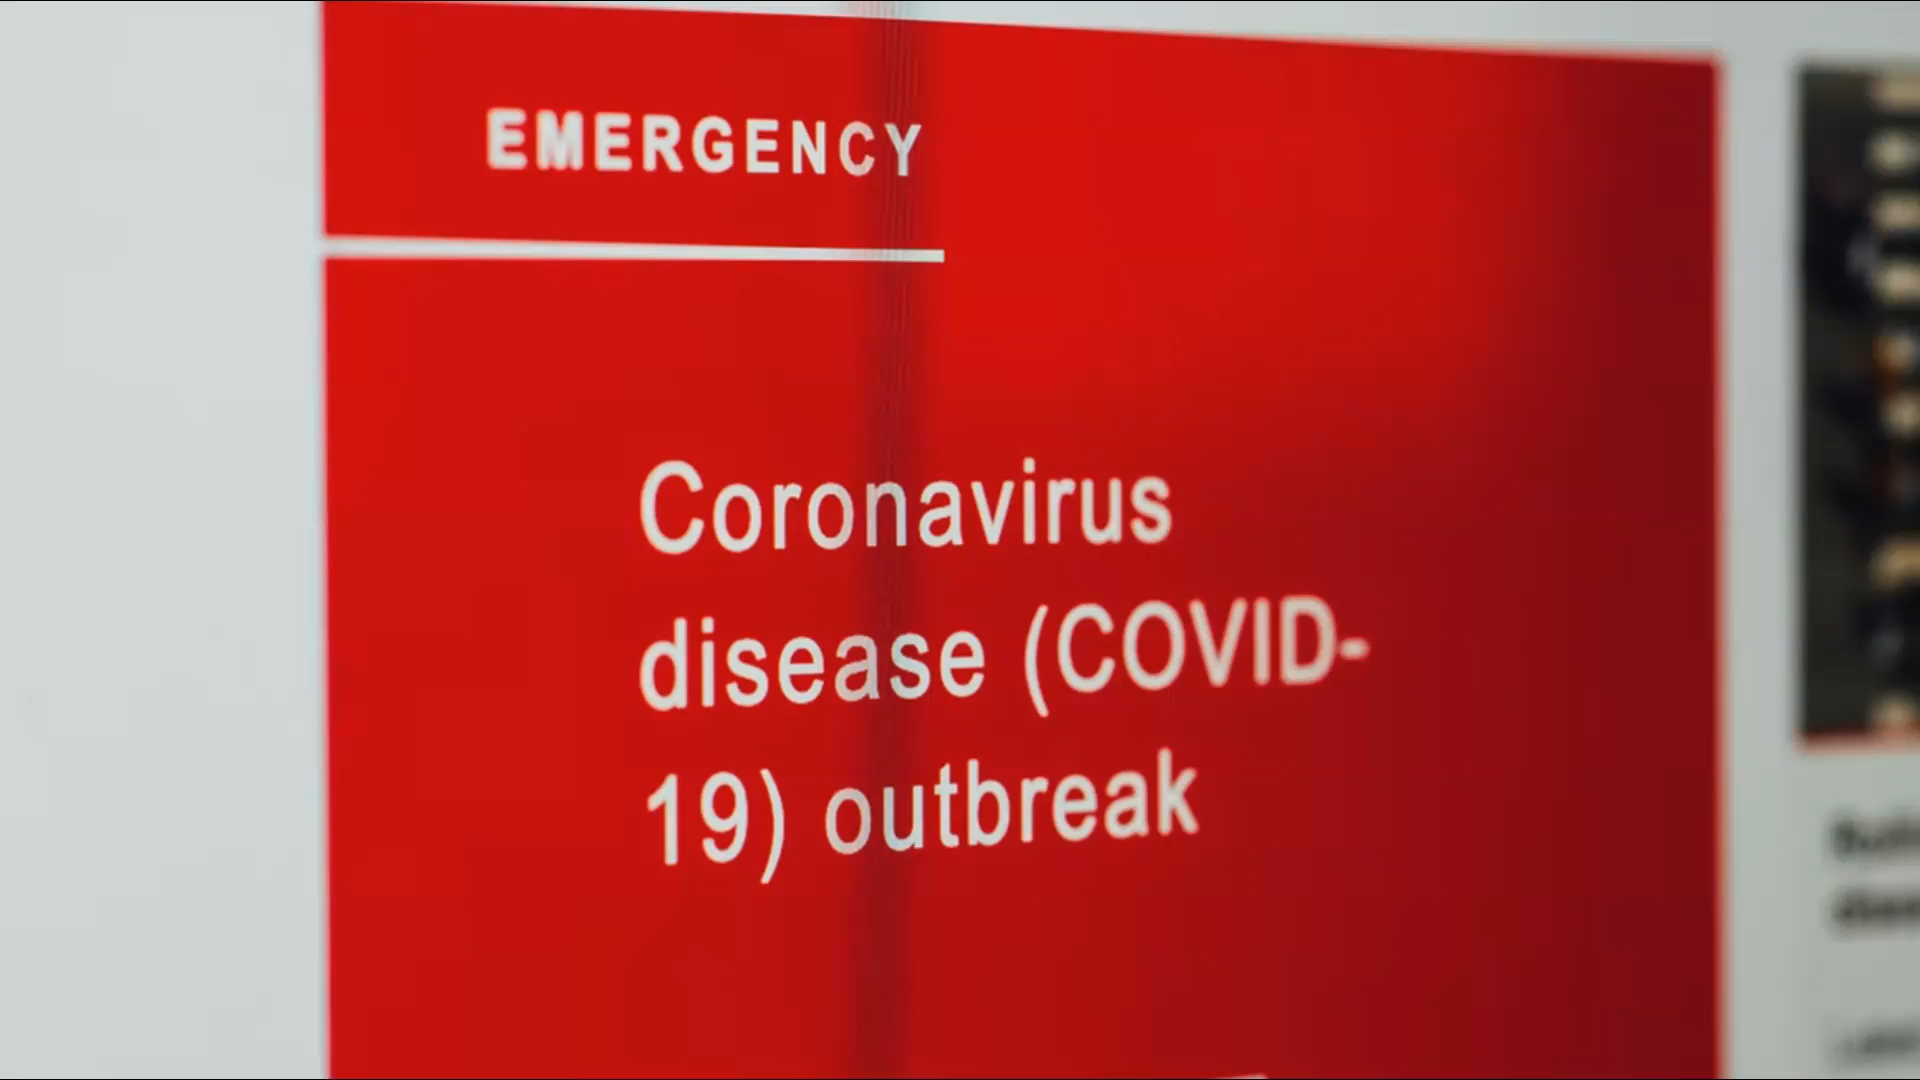 EMERGENCY
Coronavirus
disease (COVID-
19) outbreak